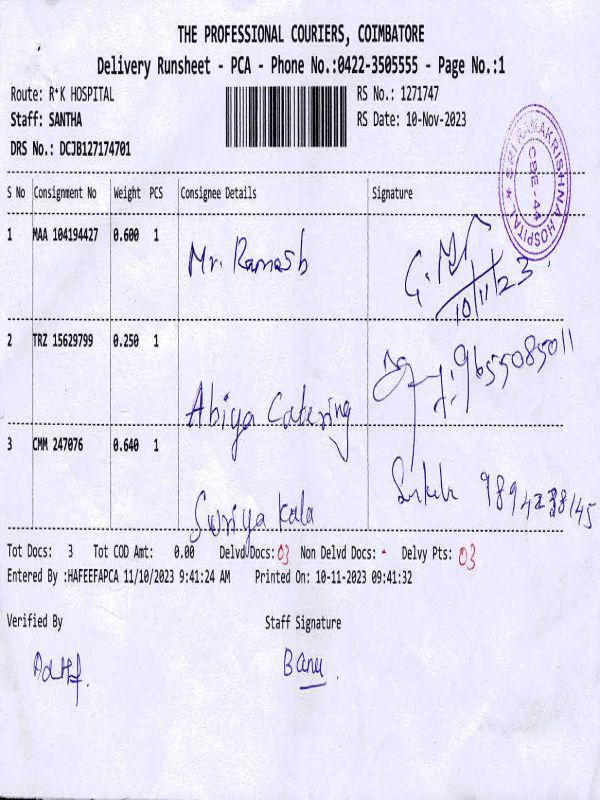 THE PROFESSIONAL COURIERS, COIMBATORE
Delivery Runsheet - PCA - Phone No.:0422-3505555 - Page No.:1
Route: R*K HOSPITAL RS No.: 1271747
Staff: SANTHA RS Date: 10-Nov-2023
DRS No.: DCJB127174701
SRI RAMAKRISHNA HOSPITAL
CBE - 44
S No Consignment No Weight PCS Consignee Details Signature
1 MAA 104194427 0.600 1 Mr. Ramesh
10/11/23
2 TRZ 15629799 0.250 1 Abiya Catering 9655085011
3 CMM 247076 0.640 1 Suriya Kala
Tot Docs: 3 Tot COD Amt: 0.00 Delvd Docs: 03 Non Delvd Docs: - Delvy Pts: 03
Entered By :HAFEEFAPCA 11/10/2023 9:41:24 AM Printed On: 10-11-2023 09:41:32
Verified By Staff Signature
Banu